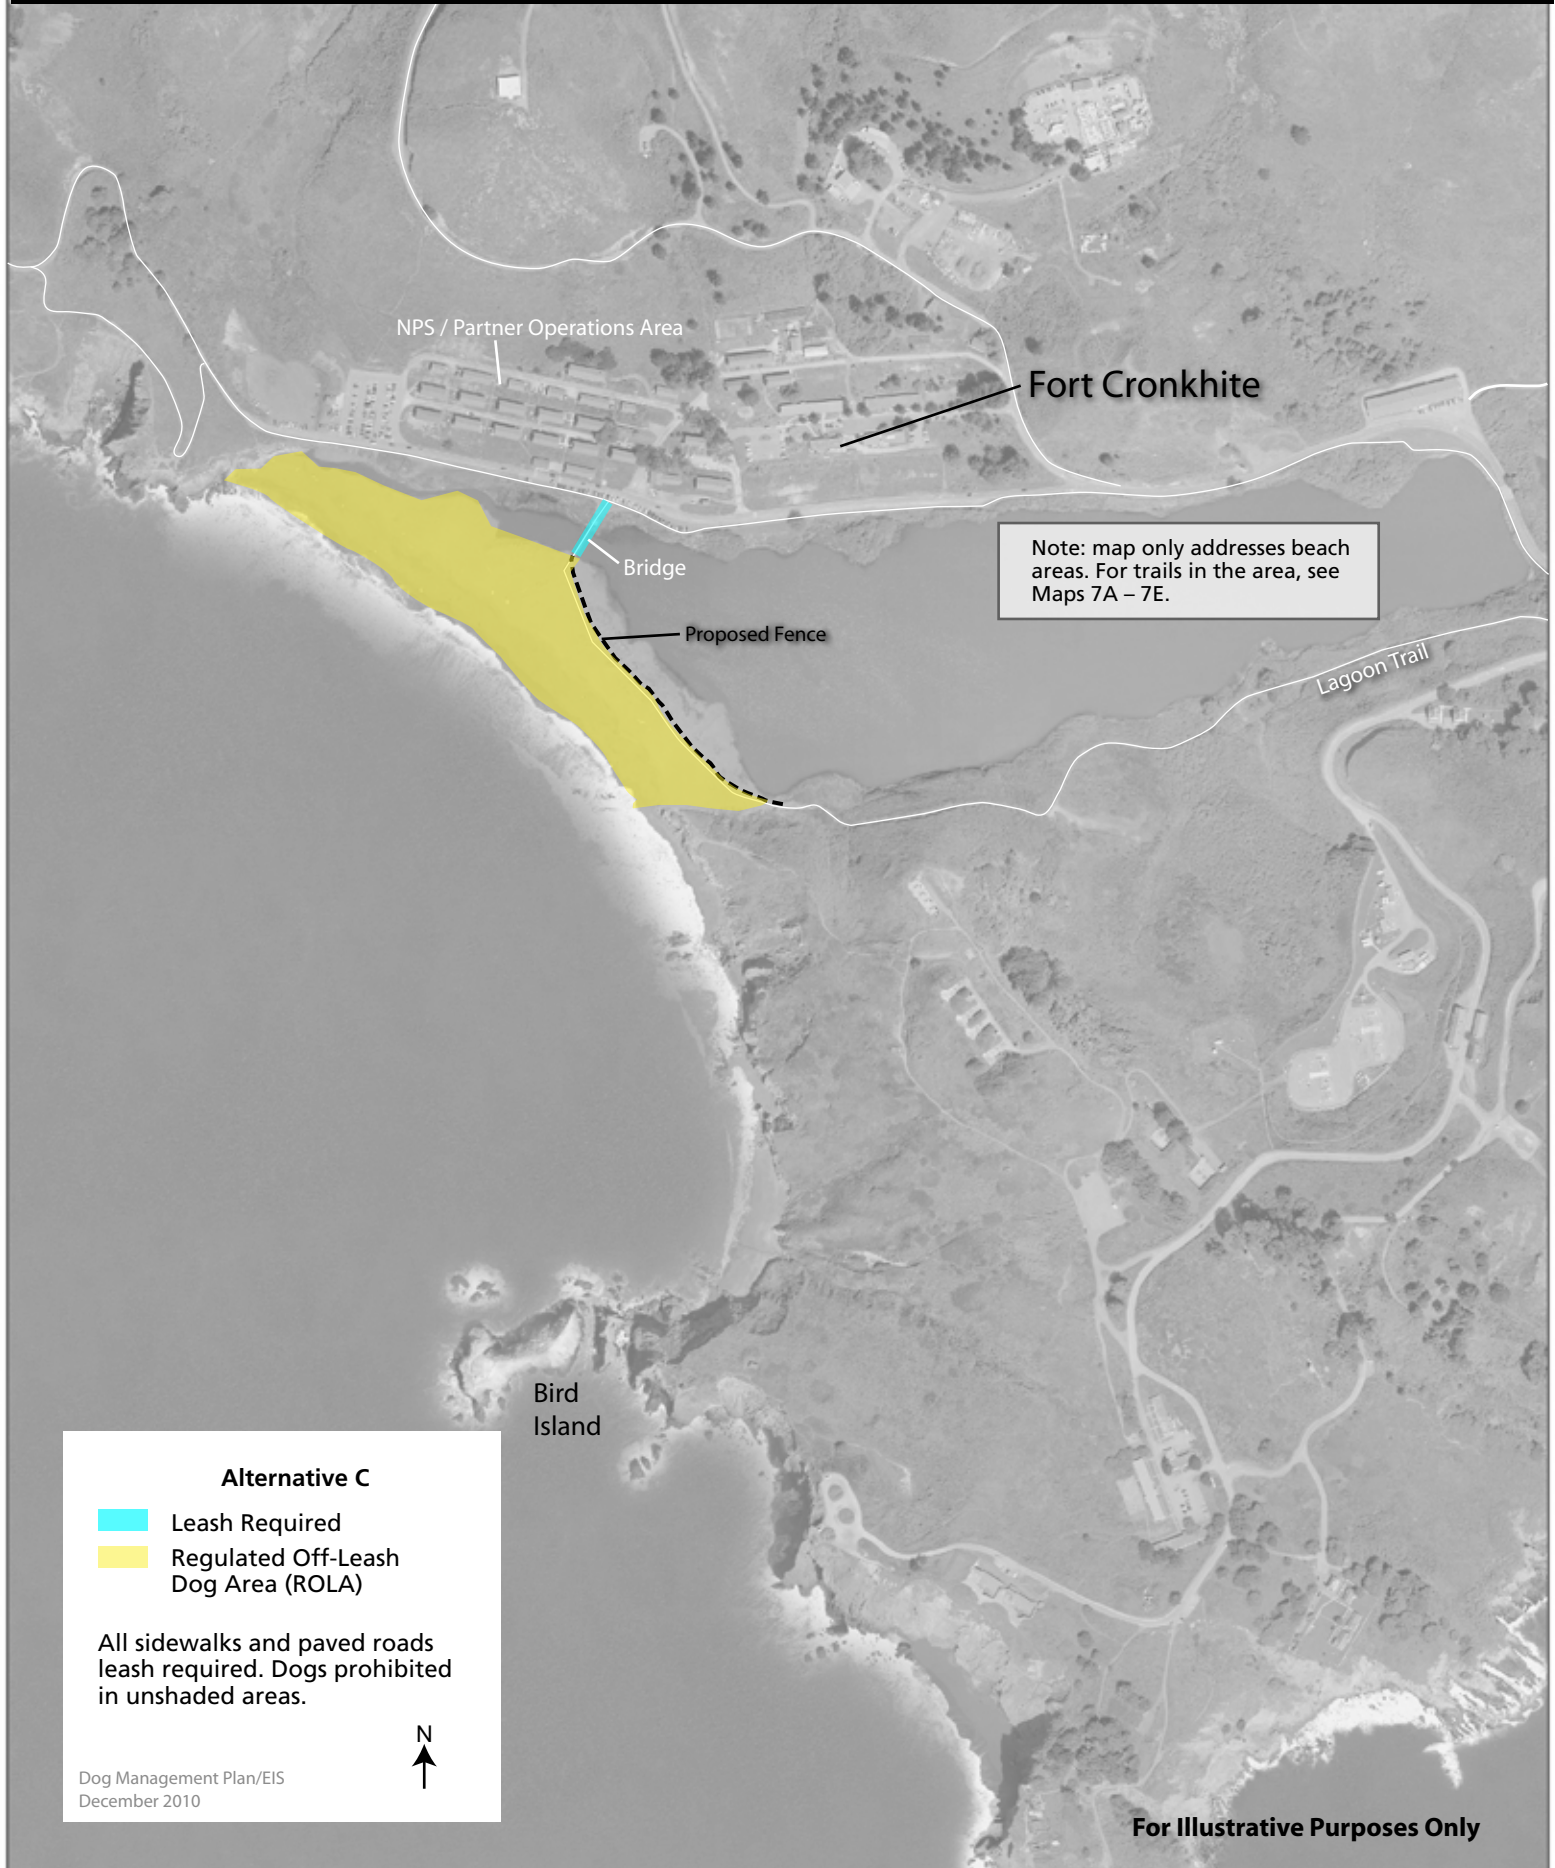 NPS / Partner Operations Area
Fort Cronkhite
Bridge
Note: map only addresses beach
areas. For trails in the area, see
Maps 7A – 7E.
Proposed Fence
Lagoon Trail
Bird
Island
Alternative C
Leash Required
Regulated Off-Leash
Dog Area (ROLA)
All sidewalks and paved roads
leash required. Dogs prohibited
in unshaded areas.
N
Dog Management Plan/EIS
December 2010
For Illustrative Purposes Only